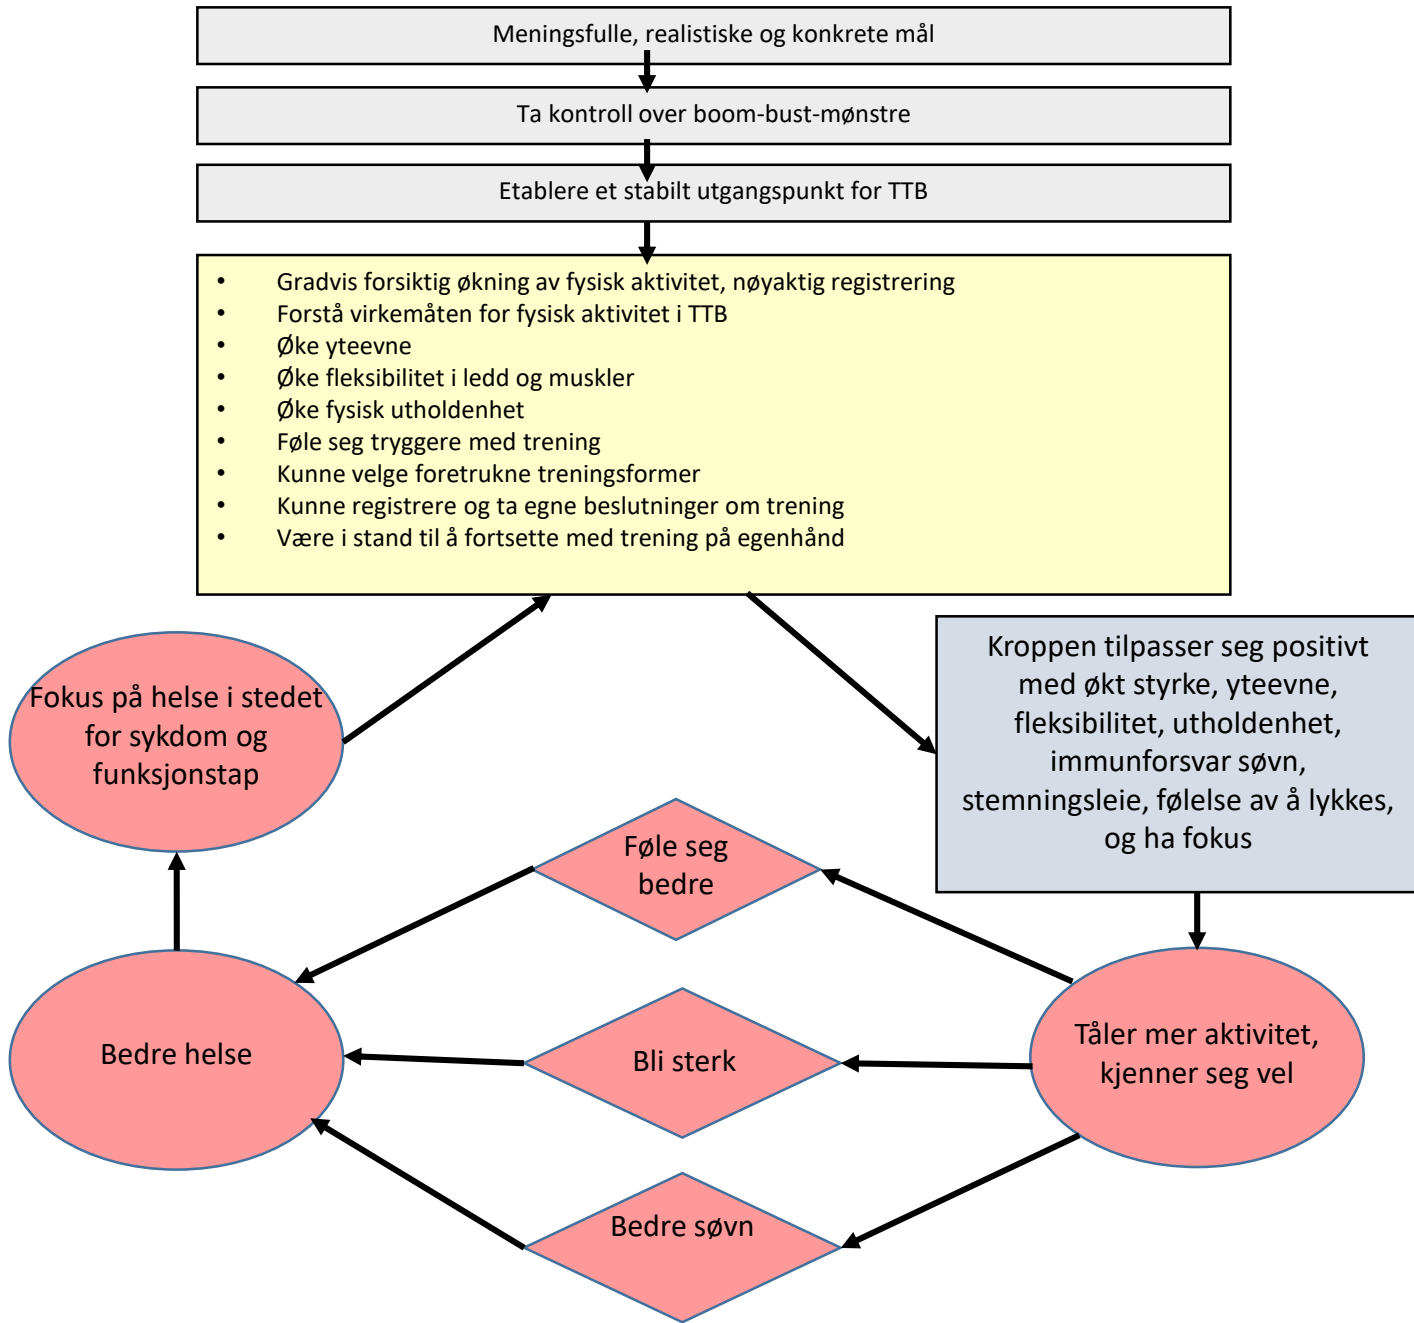 Meningsfulle, realistiske og konkrete mål
Ta kontroll over boom-bust-mønstre
Etablere et stabilt utgangspunkt for TTB
• Gradvis forsiktig økning av fysisk aktivitet, nøyaktig registrering
• Forstå virkemåten for fysisk aktivitet i TTB
• Øke yteevne
• Øke fleksibilitet i ledd og muskler
• Øke fysisk utholdenhet
• Føle seg tryggere med trening
• Kunne velge foretrukne treningsformer
• Kunne registrere og ta egne beslutninger om trening
• Være i stand til å fortsette med trening på egenhånd
Kroppen tilpasser seg positivt
med økt styrke, yteevne,
fleksibilitet, utholdenhet,
immunforsvar søvn,
stemningsleie, følelse av å lykkes,
og ha fokus
Fokus på helse i stedet
for sykdom og
funksjonstap
Føle seg
bedre
Bedre helse
Bli sterk
Tåler mer aktivitet,
kjenner seg vel
Bedre søvn